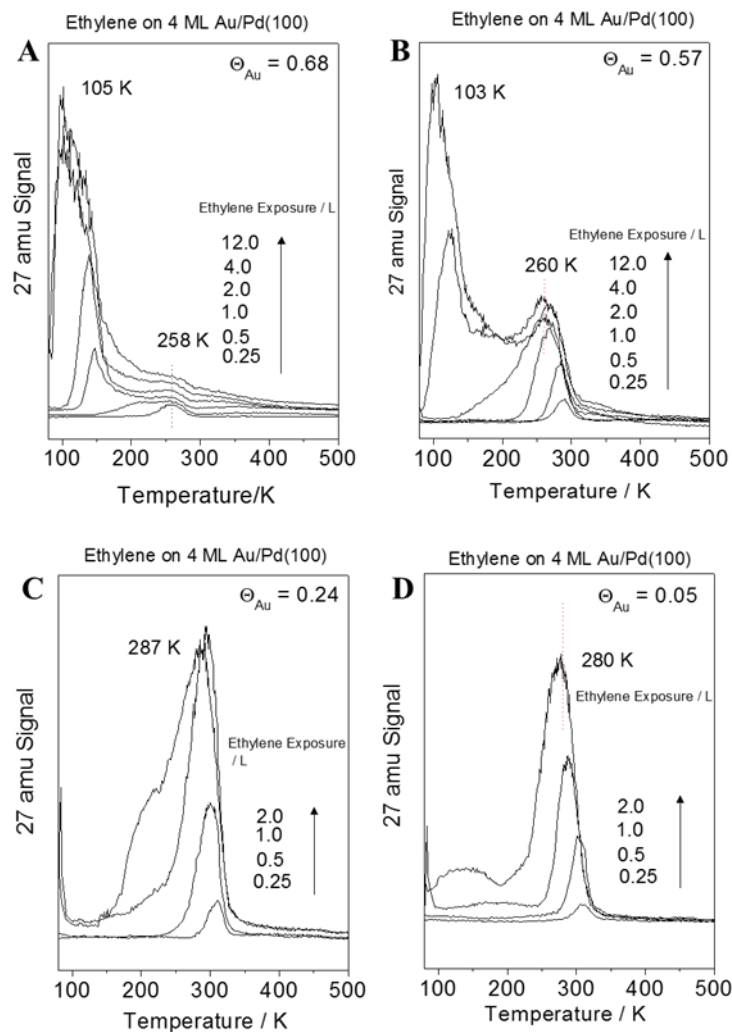 Ethylene on 4 ML Au/Pd(100)
A
Θ_Au = 0.68
105 K
27 amu Signal
Ethylene Exposure / L
12.0
4.0
2.0
1.0
0.5
0.25
258 K
100 200 300 400 500
Temperature/K
Ethylene on 4 ML Au/Pd(100)
B
Θ_Au = 0.57
103 K
27 amu Signal
Ethylene Exposure / L
260 K
12.0
4.0
2.0
1.0
0.5
0.25
100 200 300 400 500
Temperature / K
Ethylene on 4 ML Au/Pd(100)
C
Θ_Au = 0.24
287 K
27 amu Signal
Ethylene Exposure
/ L
2.0
1.0
0.5
0.25
100 200 300 400 500
Temperature / K
Ethylene on 4 ML Au/Pd(100)
D
Θ_Au = 0.05
280 K
27 amu Signal
Ethylene Exposure / L
2.0
1.0
0.5
0.25
100 200 300 400 500
Temperature / K